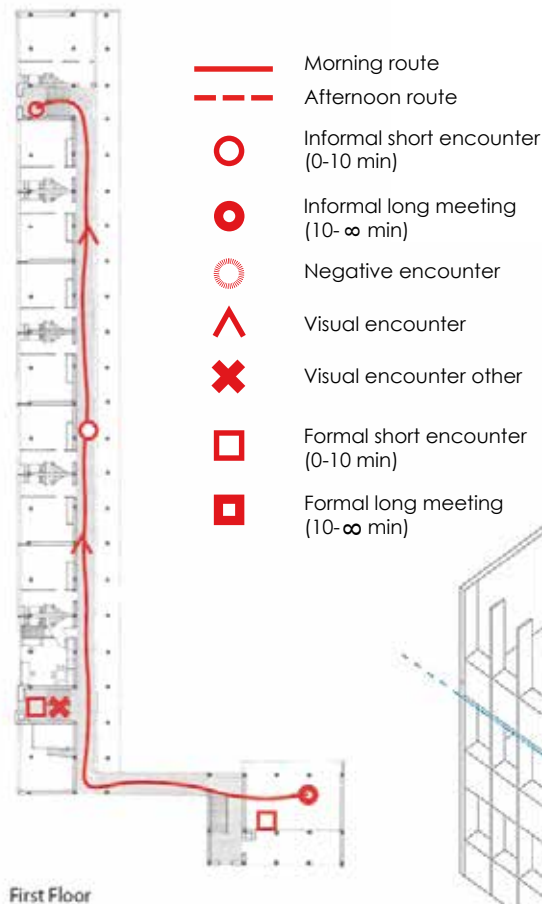 Morning route
Afternoon route
Informal short encounter
(0-10 min)
Informal long meeting
(10- ∞ min)
Negative encounter
Visual encounter
Visual encounter other
Formal short encounter
(0-10 min)
Formal long meeting
(10-∞ min)
First Floor